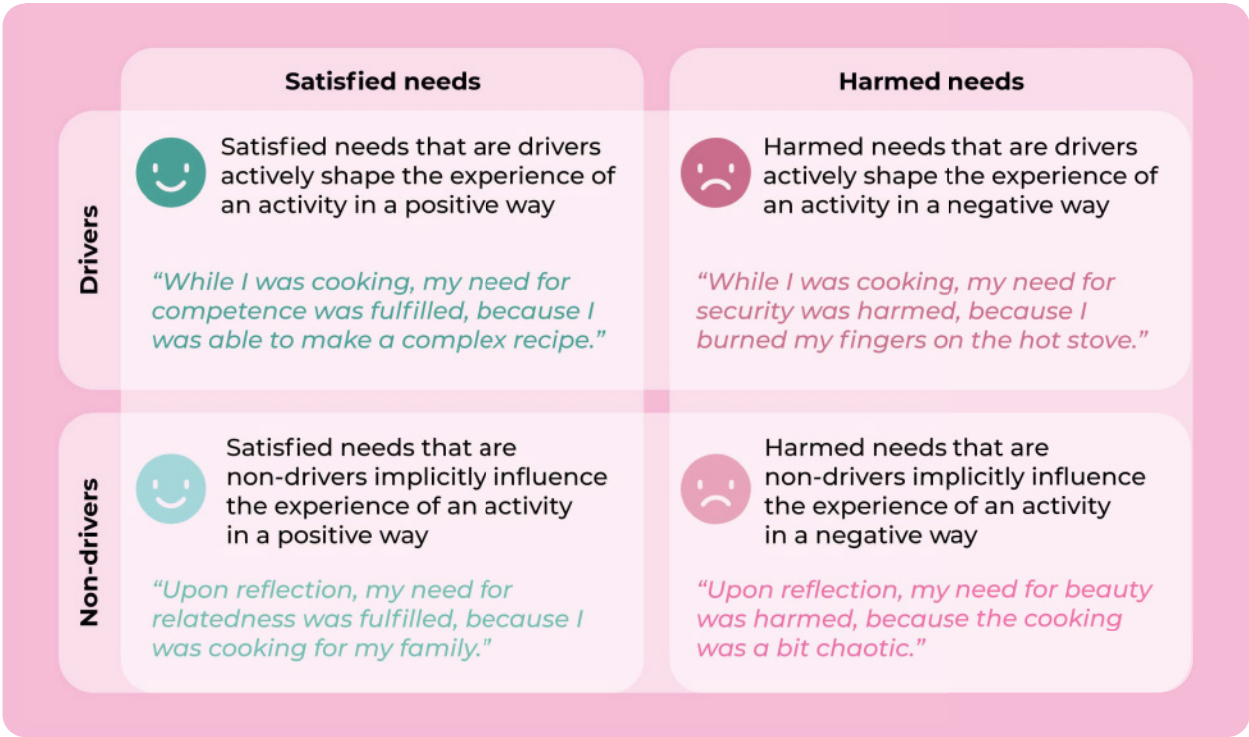 Satisfied needs
Harmed needs
Drivers
Satisfied needs that are drivers
actively shape the experience of
an activity in a positive way
“While I was cooking, my need for
competence was fulfilled, because I
was able to make a complex recipe.”
Harmed needs that are drivers
actively shape the experience of
an activity in a negative way
“While I was cooking, my need for
security was harmed, because I
burned my fingers on the hot stove.”
Non-drivers
Satisfied needs that are
non-drivers implicitly influence
the experience of an activity
in a positive way
“Upon reflection, my need for
relatedness was fulfilled, because I
was cooking for my family."
Harmed needs that are
non-drivers implicitly influence
the experience of an activity
in a negative way
“Upon reflection, my need for beauty
was harmed, because the cooking
was a bit chaotic.”